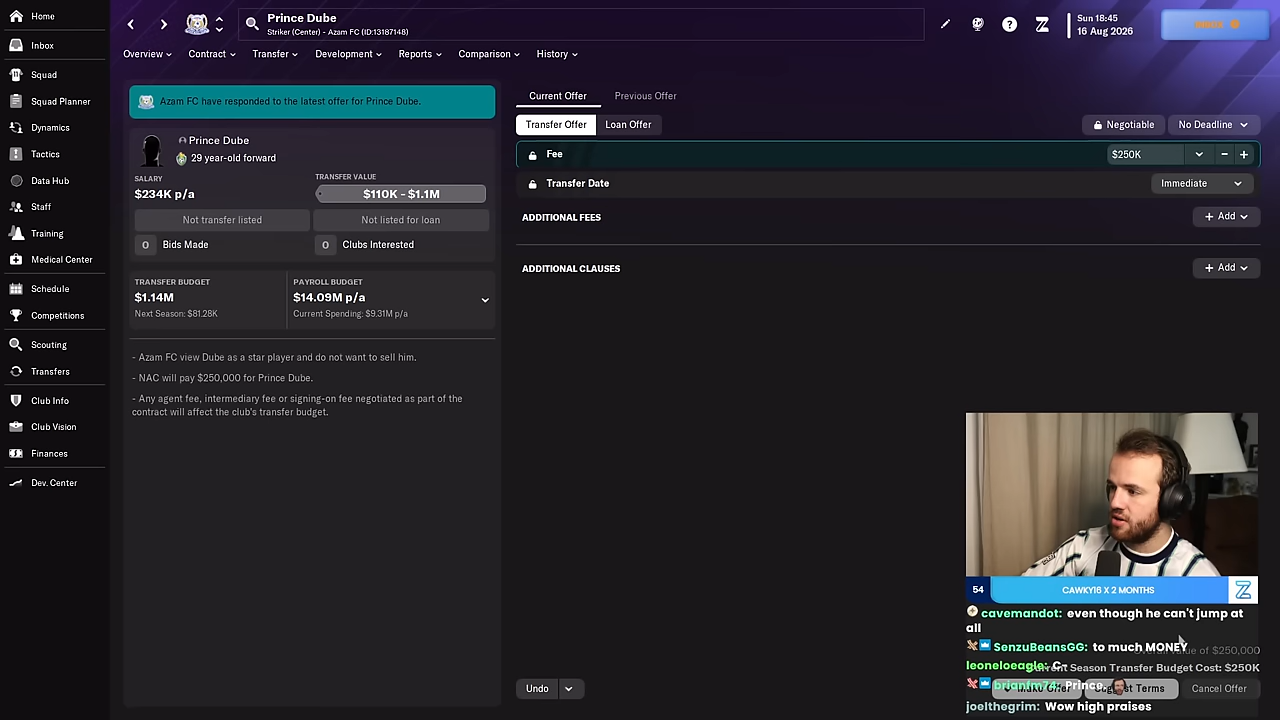 Home
Inbox
Squad
Squad Planner
Dynamics
Tactics
Data Hub
Staff
Training
Medical Center
Schedule
Competitions
Scouting
Transfers
Club Info
Club Vision
Finances
Dev. Center
Prince Dube
Striker (Center) - Azam FC (ID:13187148)
Sun 18:45
16 Aug 2026
Overview
Contract
Transfer
Development
Reports
Comparison
History
Azam FC have responded to the latest offer for Prince Dube.
Prince Dube
29 year-old forward
SALARY
$234K p/a
TRANSFER VALUE
$110K - $1.1M
Not transfer listed
Not listed for loan
0 Bids Made
0 Clubs Interested
TRANSFER BUDGET
$1.14M
Next Season: $81.28K
PAYROLL BUDGET
$14.09M p/a
Current Spending: $9.31M p/a
- Azam FC view Dube as a star player and do not want to sell him.
- NAC will pay $250,000 for Prince Dube.
- Any agent fee, intermediary fee or signing-on fee negotiated as part of the
contract will affect the club's transfer budget.
Current Offer
Previous Offer
Transfer Offer
Loan Offer
Negotiable
No Deadline
Fee
$250K
Transfer Date
Immediate
ADDITIONAL FEES
+ Add
ADDITIONAL CLAUSES
+ Add
54
CAWKY16 X 2 MONTHS
cavemandot: even though he can't jump at
all
SenzuBeansGG: to much MONEY
value of $250,000
leoneloeagle: C-
Current Season Transfer Budget Cost: $250K
brianfm74: Prince
Terms
Cancel Offer
joelthegrim: Wow high praises
Undo